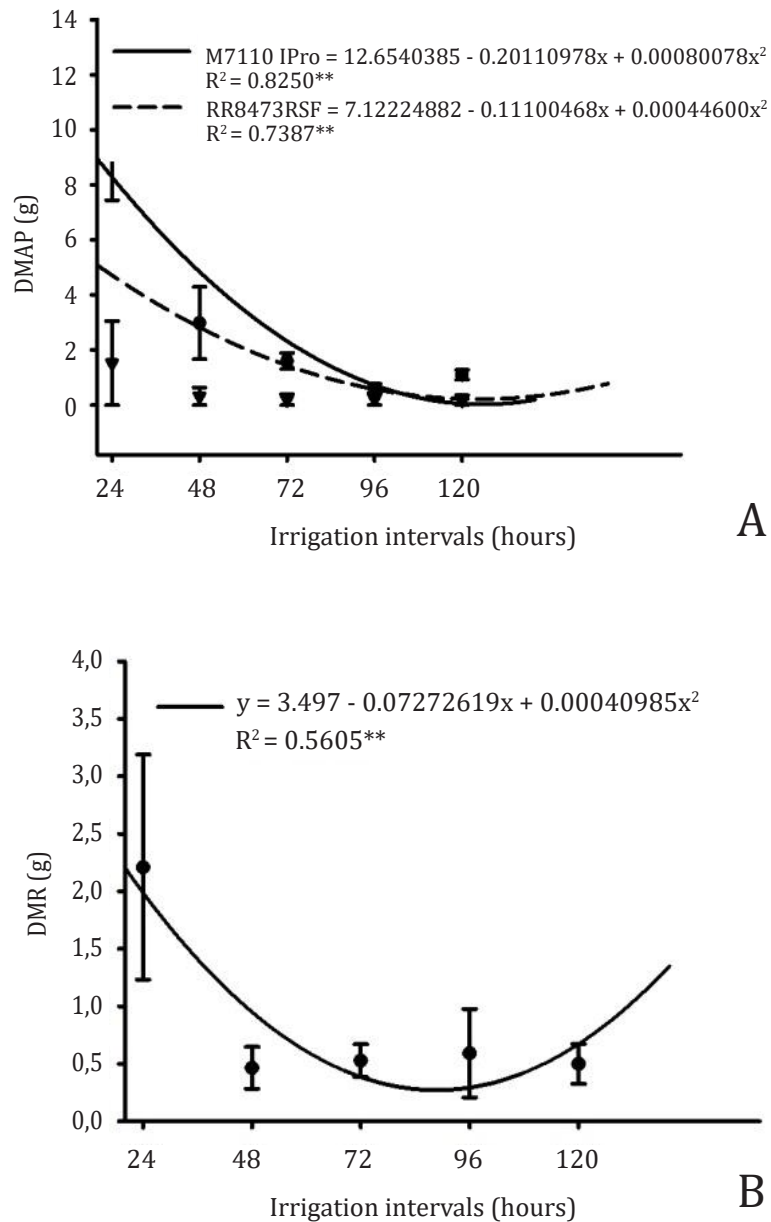 14
12
10
8
6
4
2
0
DMAP (g)
M7110 IPro = 12.6540385 - 0.20110978x + 0.00080078x²
R² = 0.8250**
RR8473RSF = 7.12224882 - 0.11100468x + 0.00044600x²
R² = 0.7387**
24 48 72 96 120
Irrigation intervals (hours)
A
4,0
3,5
3,0
2,5
2,0
1,5
1,0
0,5
0,0
DMR (g)
y = 3.497 - 0.07272619x + 0.00040985x²
R² = 0.5605**
24 48 72 96 120
Irrigation intervals (hours)
B